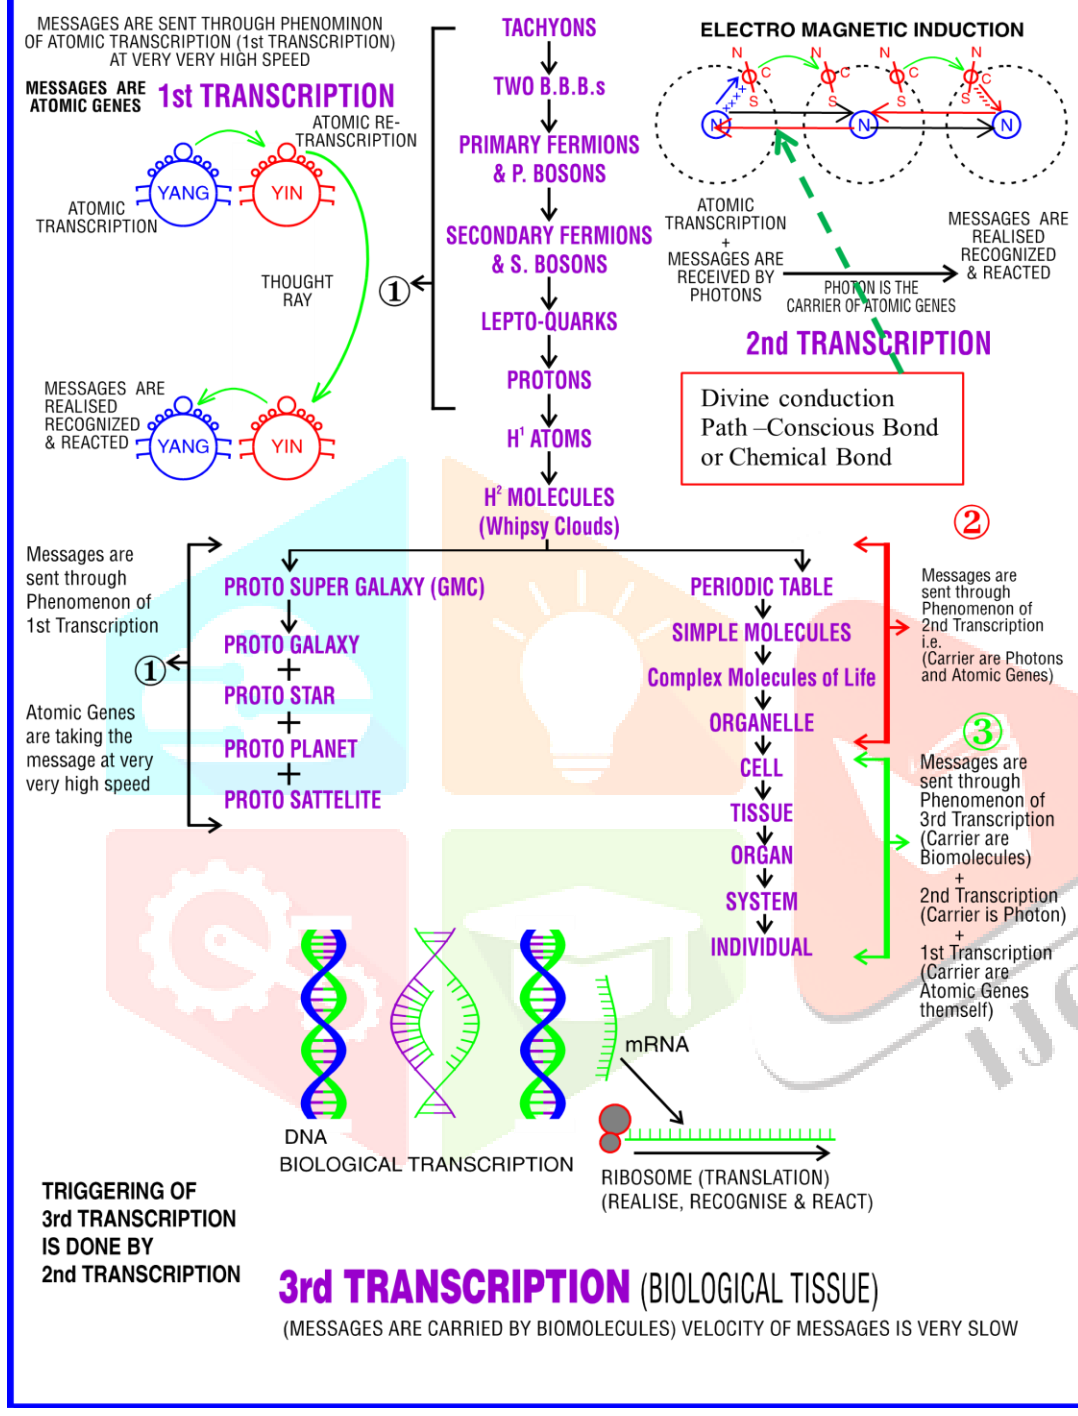 MESSAGES ARE SENT THROUGH PHENOMINON
OF ATOMIC TRANSCRIPTION (1st TRANSCRIPTION)
AT VERY VERY HIGH SPEED
MESSAGES ARE
ATOMIC GENES
1st TRANSCRIPTION
ATOMIC RE-
TRANSCRIPTION
YANG
YIN
ATOMIC
TRANSCRIPTION
THOUGHT
RAY
MESSAGES ARE
REALISED
RECOGNIZED
& REACTED
YANG
YIN
TACHYONS
TWO B.B.B.s
PRIMARY FERMIONS
& P. BOSONS
SECONDARY FERMIONS
& S. BOSONS
1
LEPTO-QUARKS
PROTONS
H1 ATOMS
H2 MOLECULES
(Whipsy Clouds)
ELECTRO MAGNETIC INDUCTION
N
C
S
N
S
N
S
N
C
S
N
++++
N
N
ATOMIC
TRANSCRIPTION
+
MESSAGES ARE
RECEIVED BY
PHOTONS
PHOTON IS THE
CARRIER OF ATOMIC GENES
MESSAGES ARE
REALISED
RECOGNIZED
& REACTED
2nd TRANSCRIPTION
Divine conduction
Path –Conscious Bond
or Chemical Bond
Messages are
sent through
Phenomenon of
1st Transcription
1
Atomic Genes
are taking the
message at very
very high speed
PROTO SUPER GALAXY (GMC)
PROTO GALAXY
+
PROTO STAR
+
PROTO PLANET
+
PROTO SATTELITE
PERIODIC TABLE
SIMPLE MOLECULES
Complex Molecules of Life
ORGANELLE
CELL
TISSUE
ORGAN
SYSTEM
INDIVIDUAL
2
Messages are
sent through
Phenomenon of
2nd Transcription
i.e.
(Carrier are Photons
and Atomic Genes)
3
Messages are
sent through
Phenomenon of
3rd Transcription
(Carrier are
Biomolecules)
+
2nd Transcription
(Carrier is Photon)
+
1st Transcription
(Carrier are
Atomic Genes
themself)
IJC
mRNA
DNA
BIOLOGICAL TRANSCRIPTION
RIBOSOME (TRANSLATION)
(REALISE, RECOGNISE & REACT)
TRIGGERING OF
3rd TRANSCRIPTION
IS DONE BY
2nd TRANSCRIPTION
3rd TRANSCRIPTION (BIOLOGICAL TISSUE)
(MESSAGES ARE CARRIED BY BIOMOLECULES) VELOCITY OF MESSAGES IS VERY SLOW